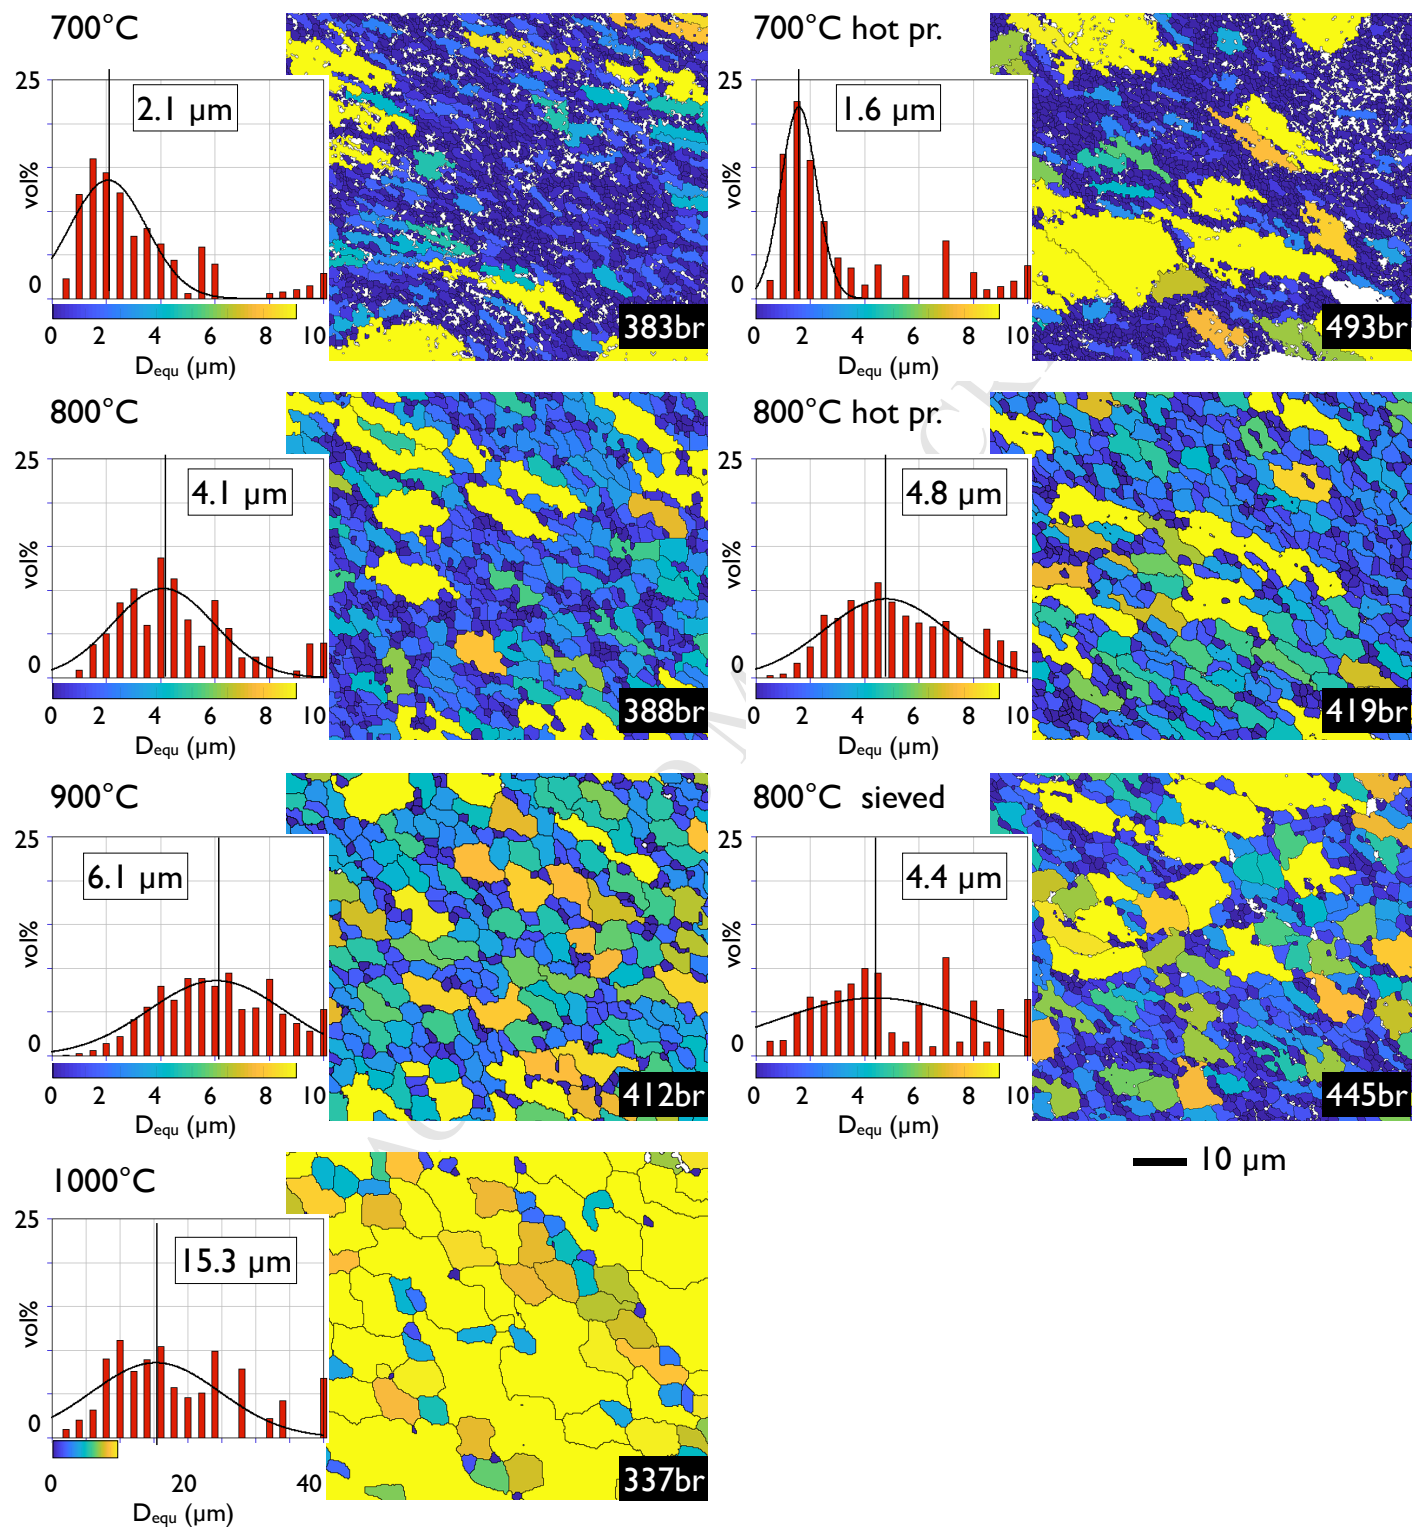 700°C
25
2.1 µm
vol%
0
0 2 4 6 8 10
Dequ (µm)
383br
700°C hot pr.
25
1.6 µm
vol%
0
0 2 4 6 8 10
Dequ (µm)
493br
800°C
25
4.1 µm
vol%
0
0 2 4 6 8 10
Dequ (µm)
388br
800°C hot pr.
25
4.8 µm
vol%
0
0 2 4 6 8 10
Dequ (µm)
419br
900°C
25
6.1 µm
vol%
0
0 2 4 6 8 10
Dequ (µm)
412br
800°C sieved
25
4.4 µm
vol%
0
0 2 4 6 8 10
Dequ (µm)
445br
10 µm
1000°C
25
15.3 µm
vol%
0
0 20 40
Dequ (µm)
337br